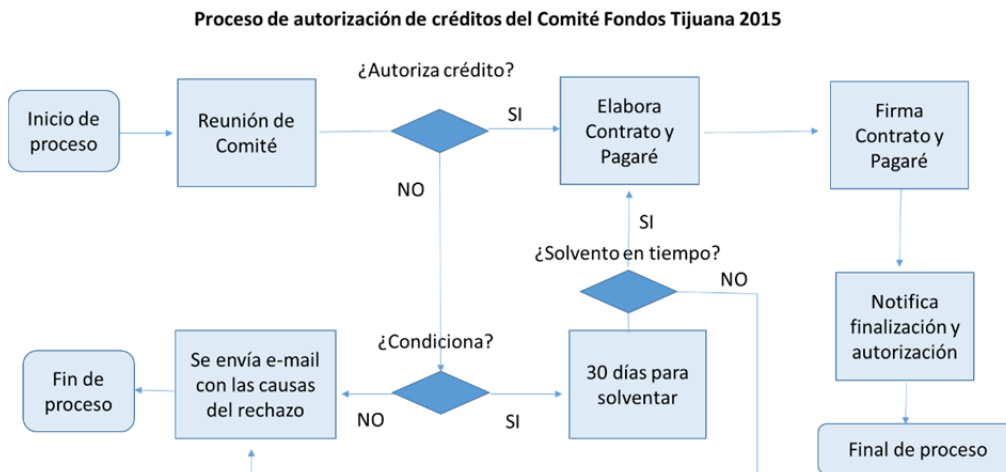 Proceso de autorización de créditos del Comité Fondos Tijuana 2015
¿Autoriza crédito?
Inicio de
proceso
Reunión de
Comité
SI
Elabora
Contrato y
Pagaré
Firma
Contrato y
Pagaré
NO
SI
¿Solvento en tiempo?
NO
Notifica
finalización y
autorización
¿Condiciona?
Fin de
proceso
Se envía e-mail
con las causas
del rechazo
NO
SI
30 días para
solventar
Final de proceso